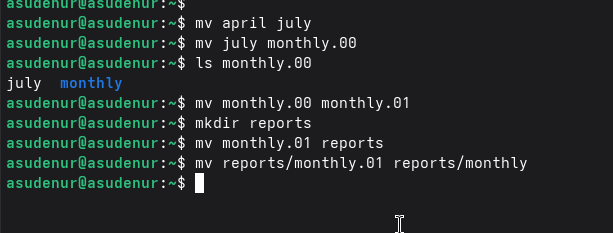 asudenur@asudenur:~$
asudenur@asudenur:~$ mv april july
asudenur@asudenur:~$ mv july monthly.00
asudenur@asudenur:~$ ls monthly.00
july  monthly
asudenur@asudenur:~$ mv monthly.00 monthly.01
asudenur@asudenur:~$ mkdir reports
asudenur@asudenur:~$ mv monthly.01 reports
asudenur@asudenur:~$ mv reports/monthly.01 reports/monthly
asudenur@asudenur:~$